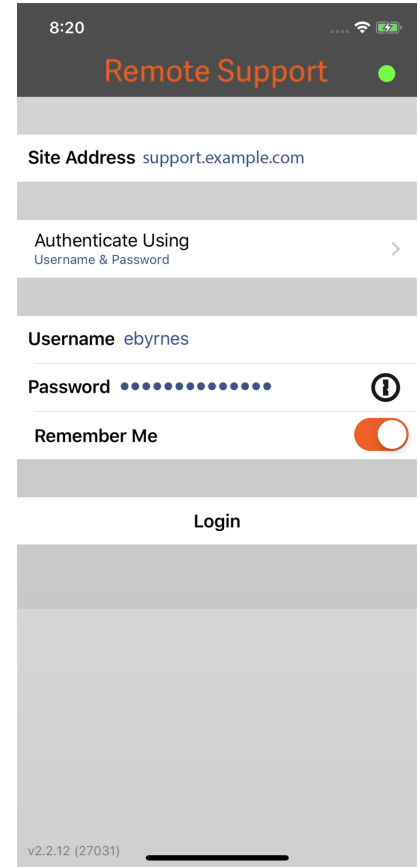 8:20
Remote Support
Site Address support.example.com
Authenticate Using
Username & Password
Username ebyrnes
Password ••••••••••••••
Remember Me
Login
v2.2.12 (27031)